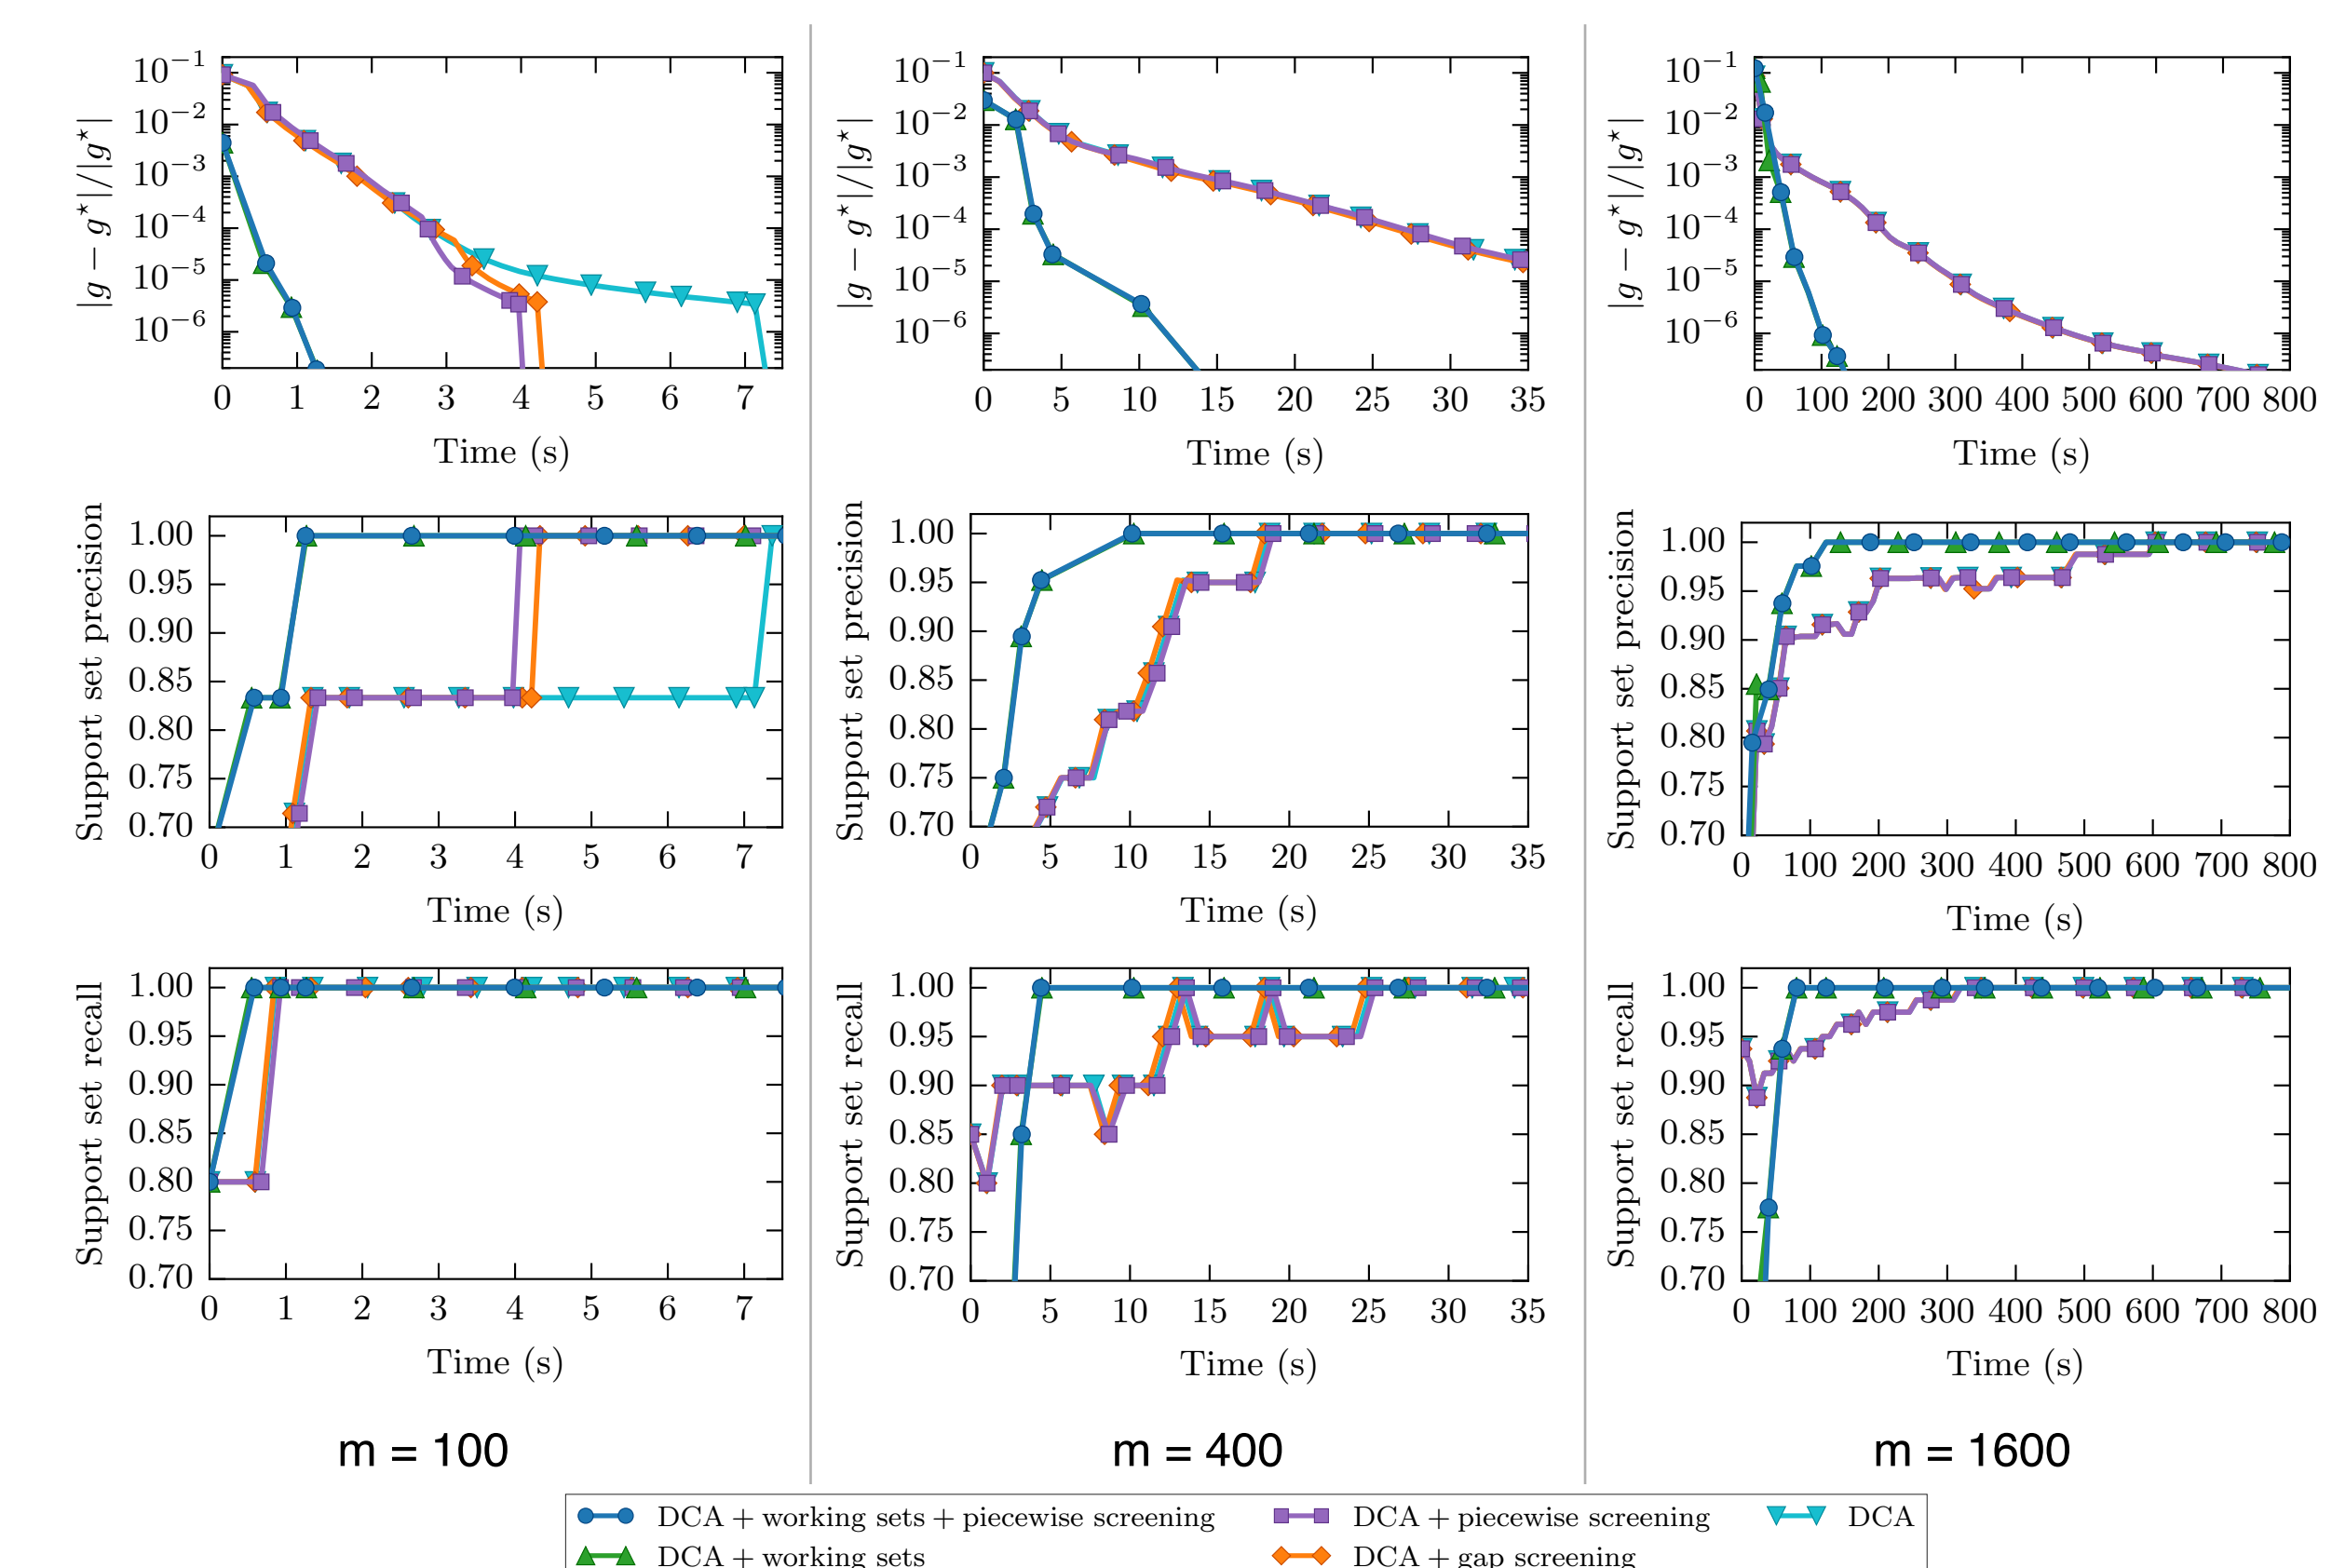 |g − g⋆|/|g⋆|
10⁻¹
10⁻²
10⁻³
10⁻⁴
10⁻⁵
10⁻⁶
0 1 2 3 4 5 6 7
Time (s)
|g − g⋆|/|g⋆|
10⁻¹
10⁻²
10⁻³
10⁻⁴
10⁻⁵
10⁻⁶
0 5 10 15 20 25 30 35
Time (s)
|g − g⋆|/|g⋆|
10⁻¹
10⁻²
10⁻³
10⁻⁴
10⁻⁵
10⁻⁶
0 100 200 300 400 500 600 700 800
Time (s)
Support set precision
1.00
0.95
0.90
0.85
0.80
0.75
0.70
0 1 2 3 4 5 6 7
Time (s)
Support set precision
1.00
0.95
0.90
0.85
0.80
0.75
0.70
0 5 10 15 20 25 30 35
Time (s)
Support set precision
1.00
0.95
0.90
0.85
0.80
0.75
0.70
0 100 200 300 400 500 600 700 800
Time (s)
Support set recall
1.00
0.95
0.90
0.85
0.80
0.75
0.70
0 1 2 3 4 5 6 7
Time (s)
Support set recall
1.00
0.95
0.90
0.85
0.80
0.75
0.70
0 5 10 15 20 25 30 35
Time (s)
Support set recall
1.00
0.95
0.90
0.85
0.80
0.75
0.70
0 100 200 300 400 500 600 700 800
Time (s)
m = 100
m = 400
m = 1600
DCA + working sets + piecewise screening
DCA + working sets
DCA + piecewise screening
DCA + gap screening
DCA